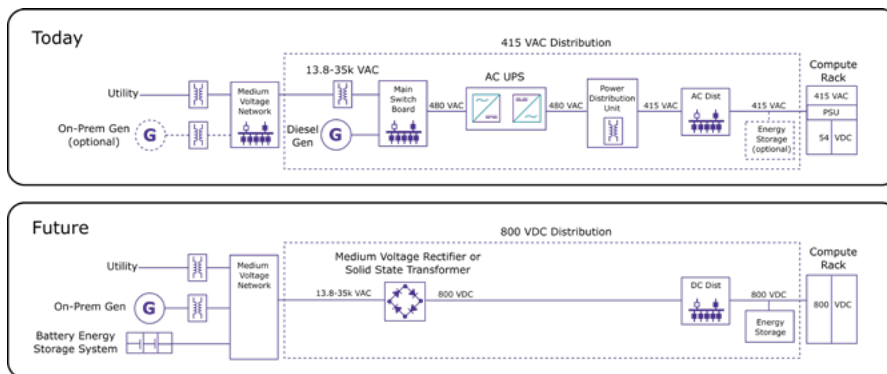 Today
415 VAC Distribution
13.8-35k VAC
Utility
Medium
Voltage
Network
On-Prem Gen
(optional)
G
Diesel
Gen
G
Main
Switch
Board
480 VAC
AC UPS
480 VAC
Power
Distribution
Unit
415 VAC
AC Dist
415 VAC
Energy
Storage
(optional)
Compute
Rack
415 VAC
PSU
54 VDC
Future
800 VDC Distribution
Utility
On-Prem Gen
G
Battery Energy
Storage System
Medium
Voltage
Network
13.8-35k VAC
Medium Voltage Rectifier or
Solid State Transformer
800 VDC
DC Dist
800 VDC
Energy
Storage
Compute
Rack
800 VDC